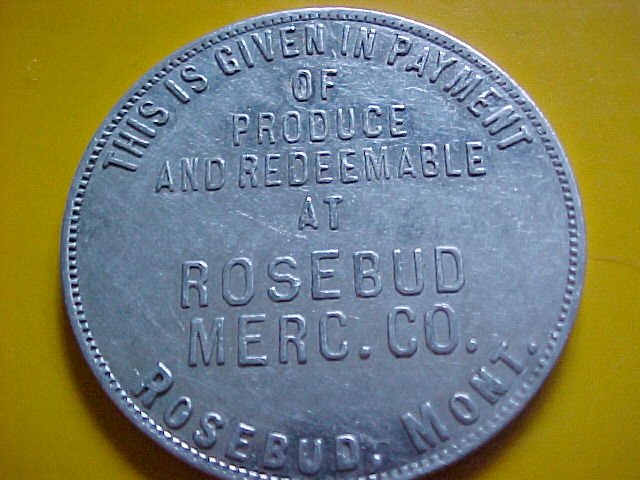 THIS IS GIVEN IN PAYMENT
OF
PRODUCE
AND REDEEMABLE
AT
ROSEBUD
MERC. CO.
ROSEBUD, MONT.